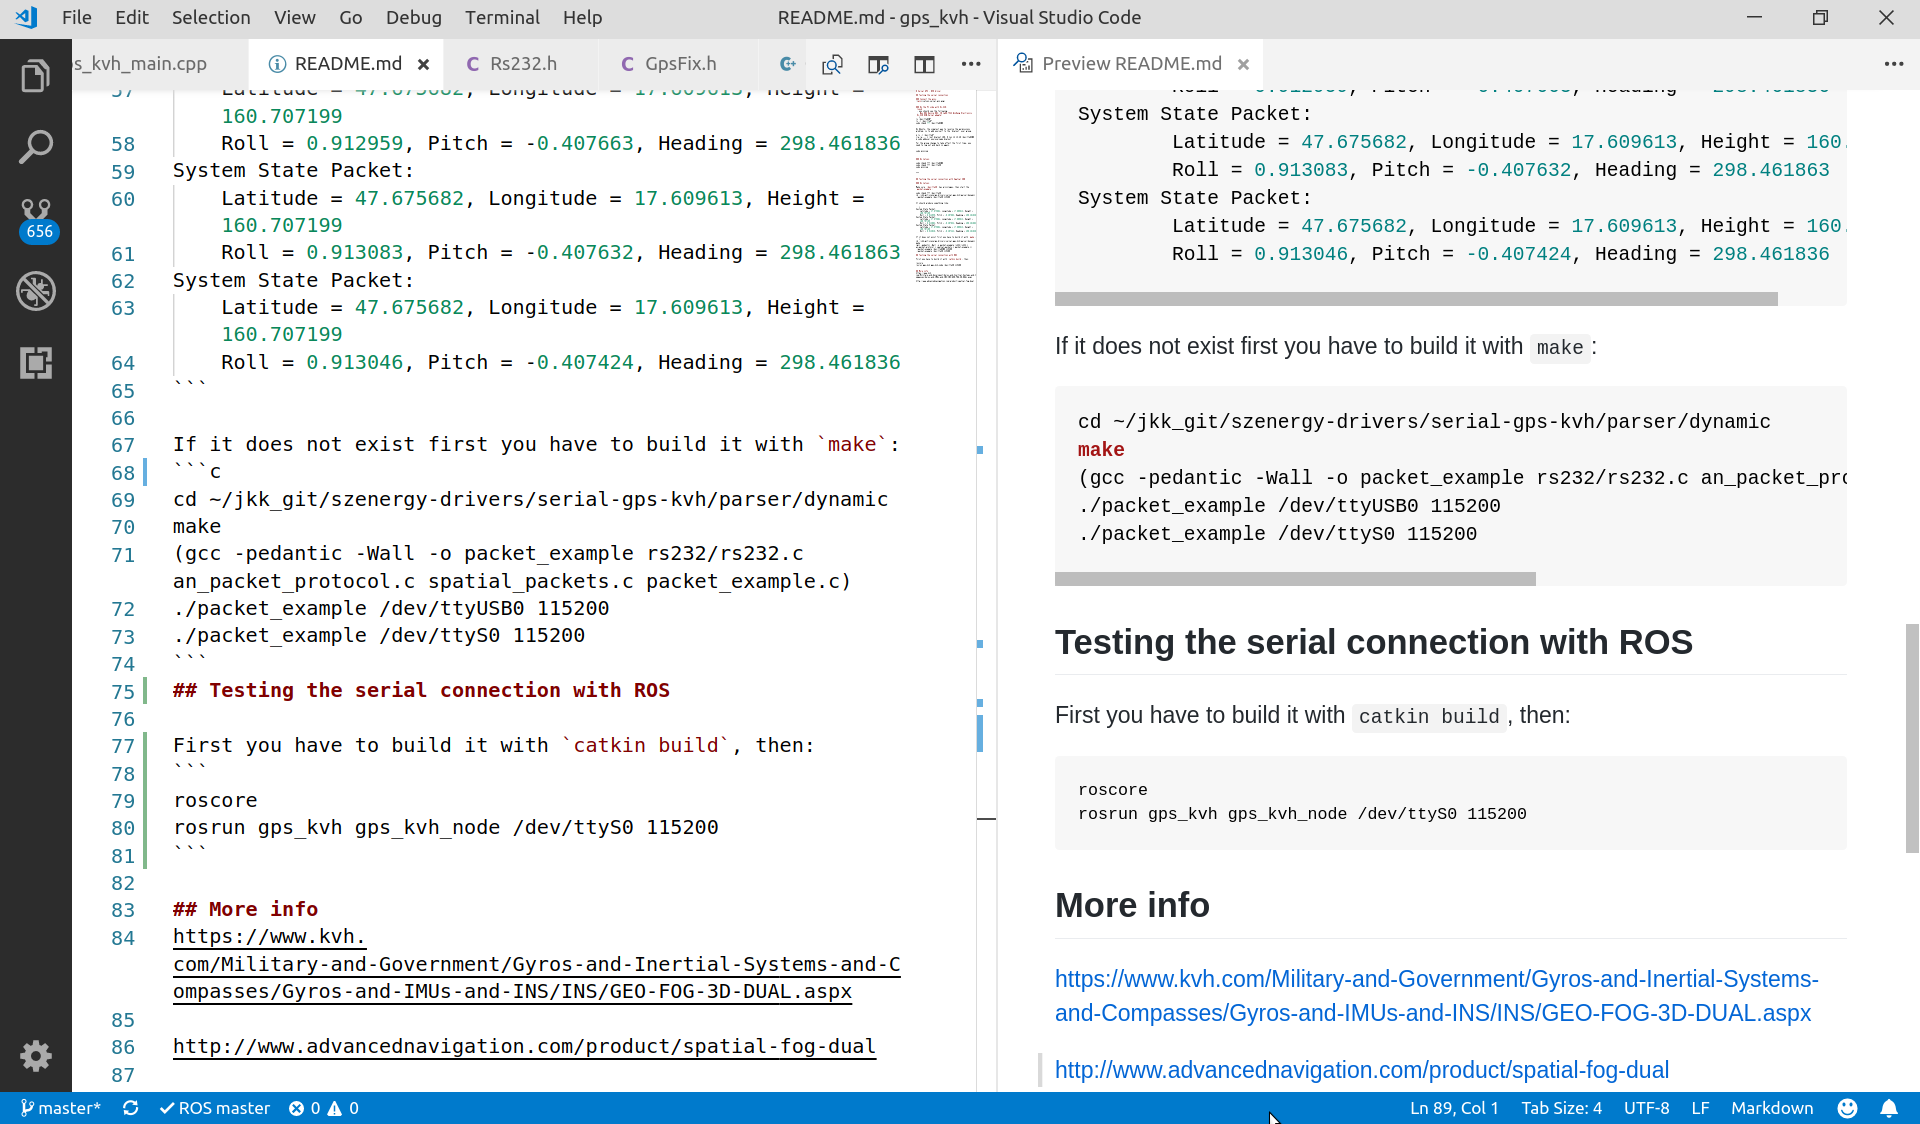 File Edit Selection View Go Debug Terminal Help
README.md - gps_kvh - Visual Studio Code
s_kvh_main.cpp
README.md
Rs232.h
GpsFix.h
Preview README.md
656
57 Latitude = 47.675682, Longitude = 17.609613, Height =
160.707199
58 Roll = 0.912959, Pitch = -0.407663, Heading = 298.461836
59 System State Packet:
60 Latitude = 47.675682, Longitude = 17.609613, Height =
160.707199
61 Roll = 0.913083, Pitch = -0.407632, Heading = 298.461863
62 System State Packet:
63 Latitude = 47.675682, Longitude = 17.609613, Height =
160.707199
64 Roll = 0.913046, Pitch = -0.407424, Heading = 298.461836
65 ```
66
67 If it does not exist first you have to build it with `make`:
68 ```c
69 cd ~/jkk_git/szenergy-drivers/serial-gps-kvh/parser/dynamic
70 make
71 (gcc -pedantic -Wall -o packet_example rs232/rs232.c
an_packet_protocol.c spatial_packets.c packet_example.c)
72 ./packet_example /dev/ttyUSB0 115200
73 ./packet_example /dev/ttyS0 115200
74 ```
75 ## Testing the serial connection with ROS
76
77 First you have to build it with `catkin build`, then:
78 ```
79 roscore
80 rosrun gps_kvh gps_kvh_node /dev/ttyS0 115200
81 ```
82
83 ## More info
84 https://www.kvh.
com/Military-and-Government/Gyros-and-Inertial-Systems-and-C
ompasses/Gyros-and-IMUs-and-INS/INS/GEO-FOG-3D-DUAL.aspx
85
86 http://www.advancednavigation.com/product/spatial-fog-dual
87
Roll = 0.912959, Pitch = -0.407663, Heading = 298.461836
System State Packet:
Latitude = 47.675682, Longitude = 17.609613, Height = 160.
Roll = 0.913083, Pitch = -0.407632, Heading = 298.461863
System State Packet:
Latitude = 47.675682, Longitude = 17.609613, Height = 160.
Roll = 0.913046, Pitch = -0.407424, Heading = 298.461836
If it does not exist first you have to build it with make:
cd ~/jkk_git/szenergy-drivers/serial-gps-kvh/parser/dynamic
make
(gcc -pedantic -Wall -o packet_example rs232/rs232.c an_packet_pro
./packet_example /dev/ttyUSB0 115200
./packet_example /dev/ttyS0 115200
Testing the serial connection with ROS
First you have to build it with catkin build, then:
roscore
rosrun gps_kvh gps_kvh_node /dev/ttyS0 115200
More info
https://www.kvh.com/Military-and-Government/Gyros-and-Inertial-Systems-
and-Compasses/Gyros-and-IMUs-and-INS/INS/GEO-FOG-3D-DUAL.aspx
http://www.advancednavigation.com/product/spatial-fog-dual
master* ROS master 0 0
Ln 89, Col 1 Tab Size: 4 UTF-8 LF Markdown